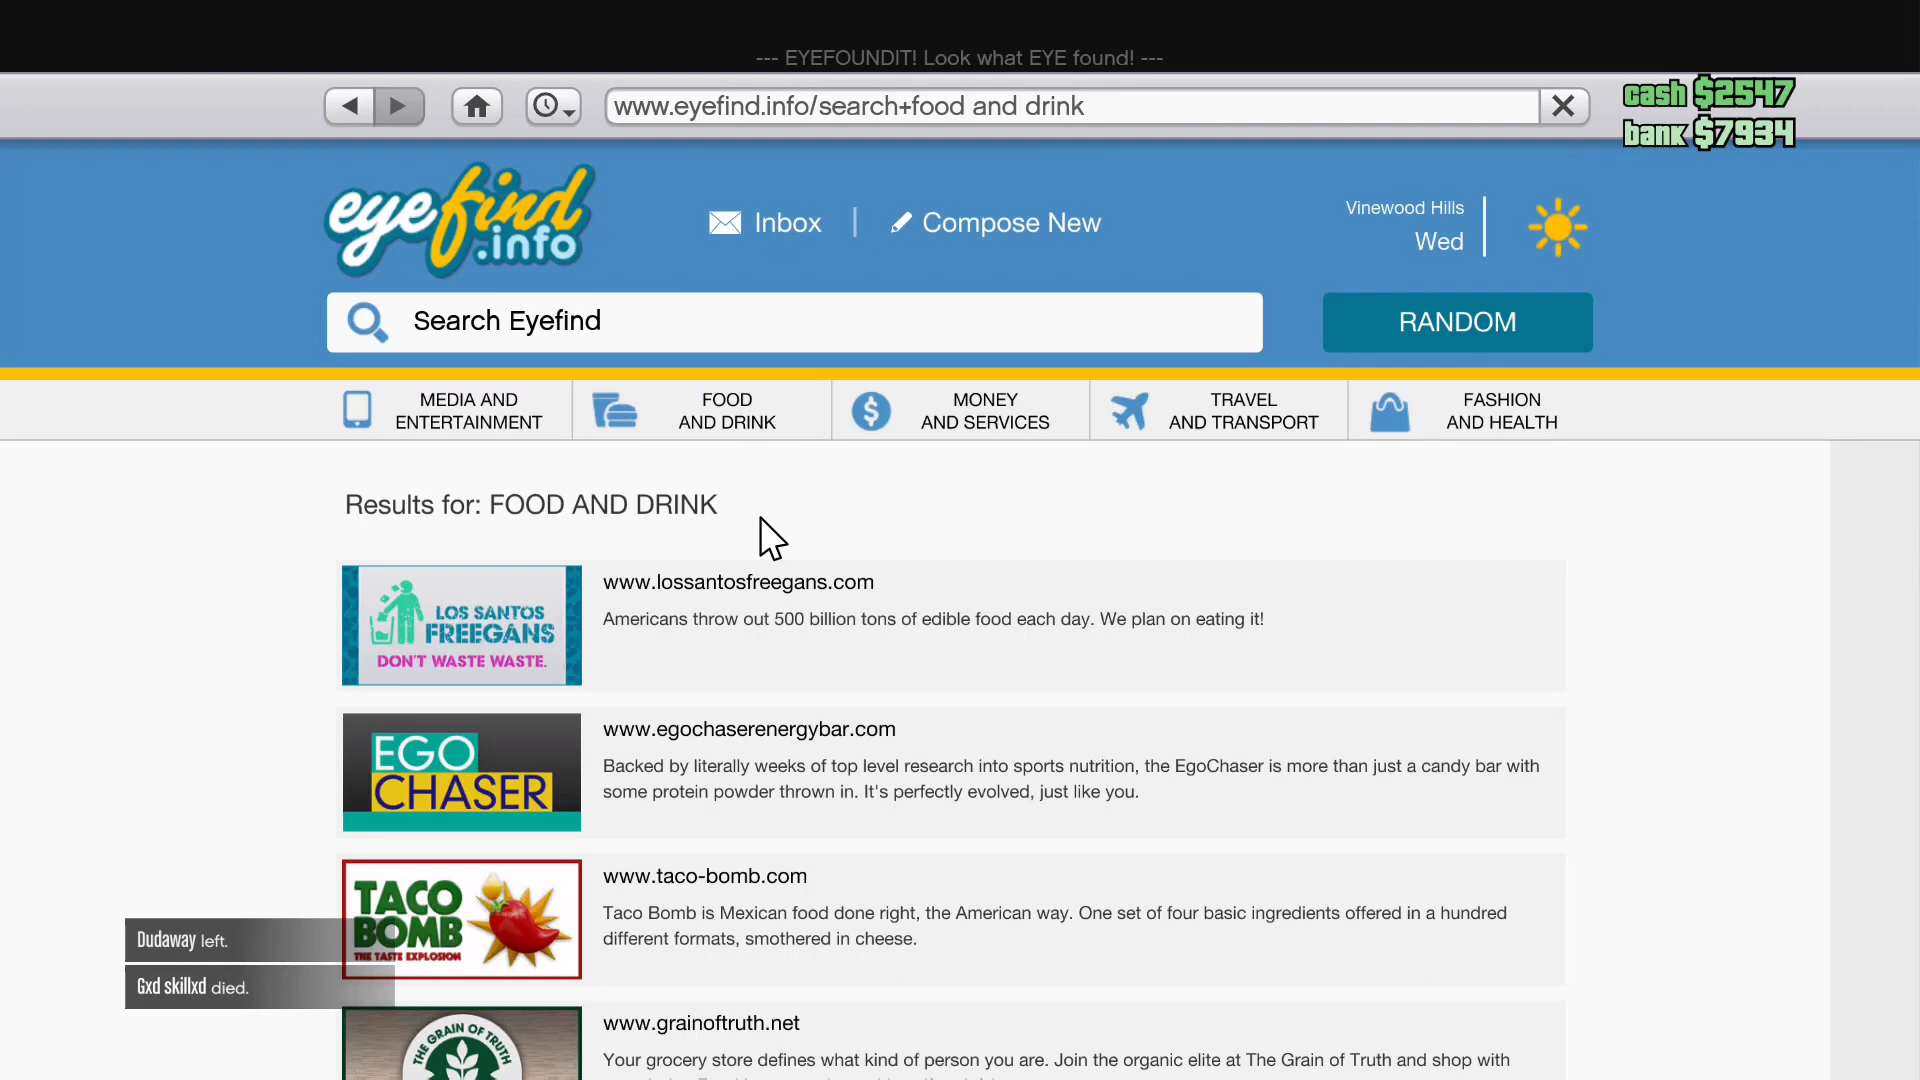 --- EYEFOUNDIT! Look what EYE found! ---
www.eyefind.info/search+food and drink
cash $2547
bank $7934
eyefind
.info
Inbox
Compose New
Vinewood Hills
Wed
Search Eyefind
RANDOM
MEDIA AND
ENTERTAINMENT
FOOD
AND DRINK
MONEY
AND SERVICES
TRAVEL
AND TRANSPORT
FASHION
AND HEALTH
Results for: FOOD AND DRINK
LOS SANTOS
FREEGANS
DON'T WASTE WASTE.
www.lossantosfreegans.com
Americans throw out 500 billion tons of edible food each day. We plan on eating it!
EGO
CHASER
www.egochaserenergybar.com
Backed by literally weeks of top level research into sports nutrition, the EgoChaser is more than just a candy bar with
some protein powder thrown in. It's perfectly evolved, just like you.
TACO
BOMB
THE TASTE EXPLOSION
www.taco-bomb.com
Taco Bomb is Mexican food done right, the American way. One set of four basic ingredients offered in a hundred
different formats, smothered in cheese.
Dudaway left.
Gxd skillxd died.
THE GRAIN OF TRUTH
www.grainoftruth.net
Your grocery store defines what kind of person you are. Join the organic elite at The Grain of Truth and shop with